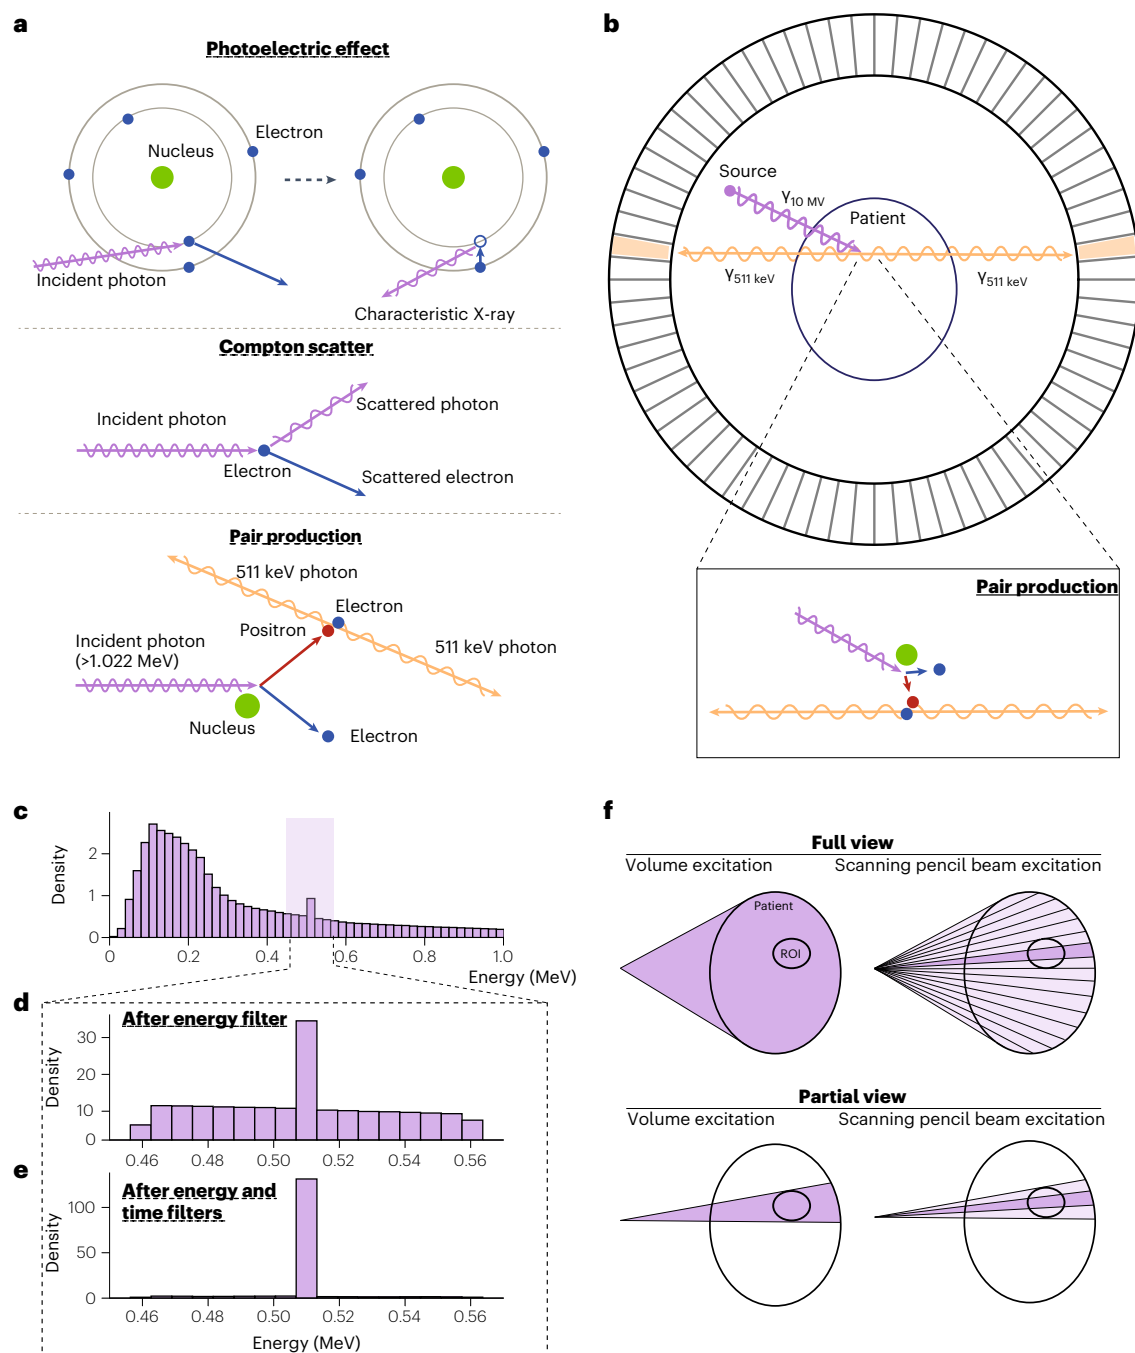 a
Photoelectric effect
Electron
Nucleus
Incident photon
Characteristic X-ray
Compton scatter
Incident photon
Scattered photon
Electron
Scattered electron
Pair production
511 keV photon
Electron
Positron
Incident photon
(>1.022 MeV)
511 keV photon
Nucleus
Electron
b
Source
γ10 MV
Patient
γ511 keV
γ511 keV
Pair production
c
Density
2
1
0
0
0.2
0.4
0.6
0.8
1.0
Energy (MeV)
d
After energy filter
Density
30
20
10
0
0.46
0.48
0.50
0.52
0.54
0.56
e
After energy and
time filters
Density
100
50
0
0.46
0.48
0.50
0.52
0.54
0.56
Energy (MeV)
f
Full view
Volume excitation
Scanning pencil beam excitation
Patient
ROI
Partial view
Volume excitation
Scanning pencil beam excitation